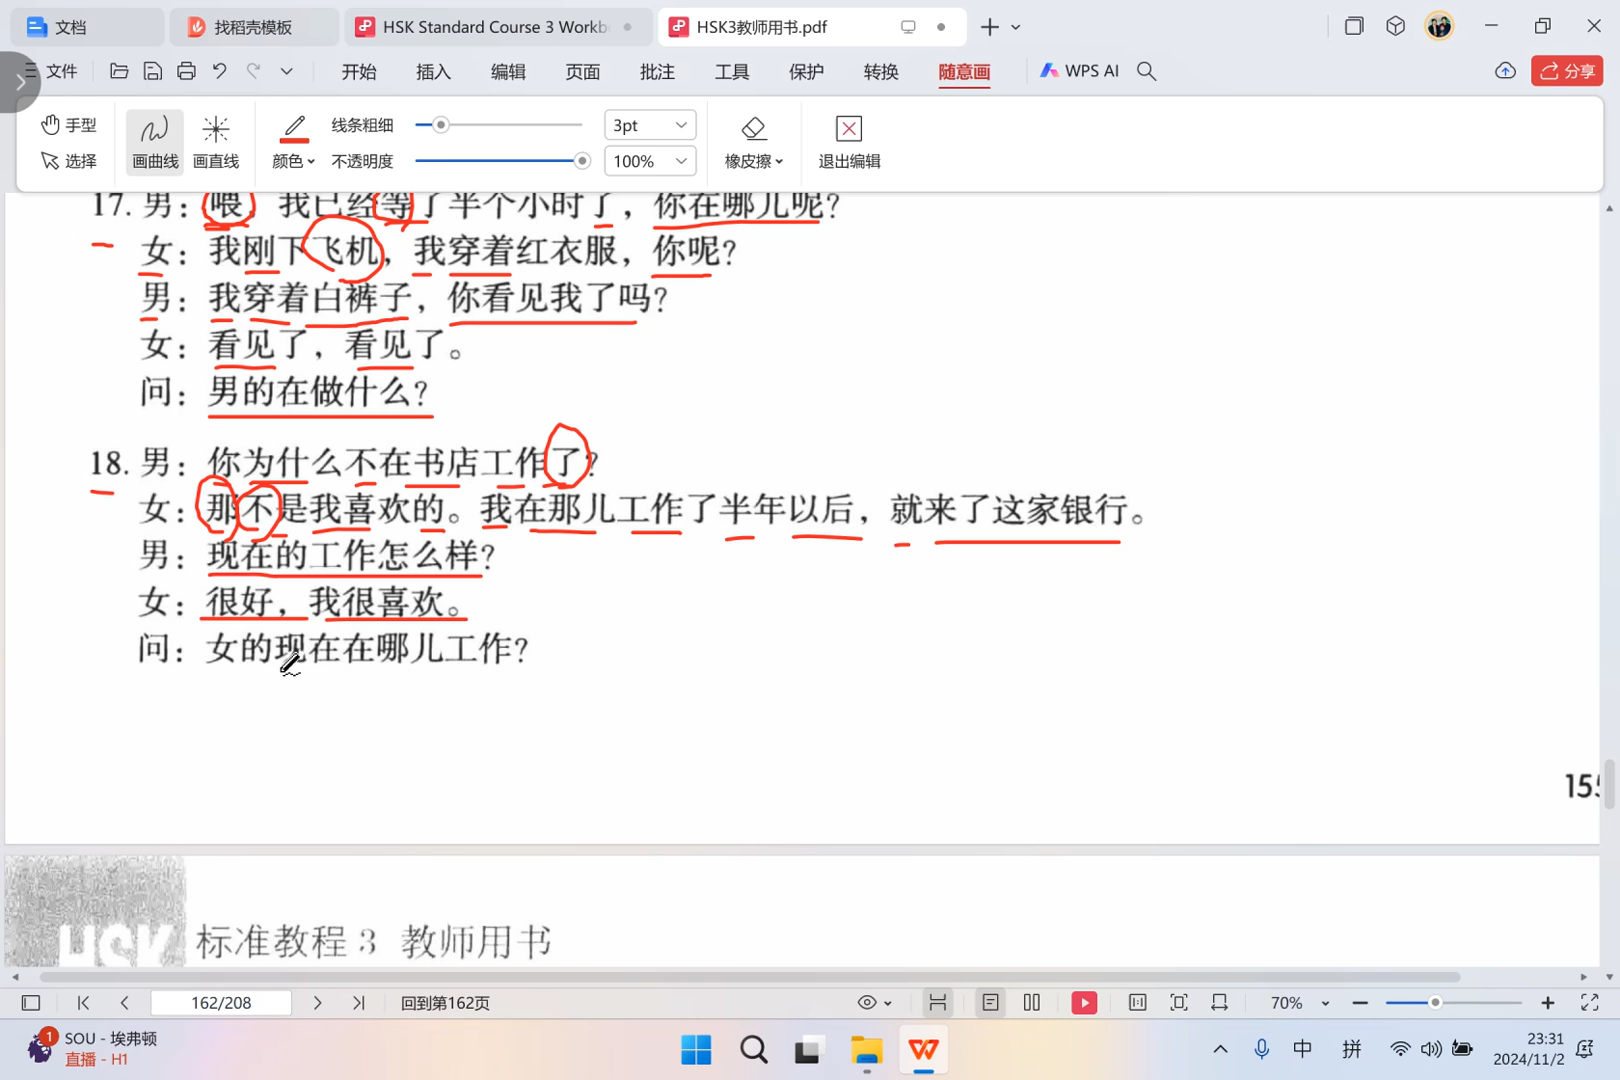 文档
找稻壳模板
HSK Standard Course 3 Workb
HSK3教师用书.pdf
文件
开始
插入
编辑
页面
批注
工具
保护
转换
随意画
WPS AI
分享
手型
选择
画曲线
画直线
颜色
线条粗细
3pt
不透明度
100%
橡皮擦
退出编辑
17. 男：喂，我已经等了半个小时了，你在哪儿呢？
女：我刚下飞机，我穿着红衣服，你呢？
男：我穿着白裤子，你看见我了吗？
女：看见了，看见了。
问：男的在做什么？
18. 男：你为什么不在书店工作了？
女：那不是我喜欢的。我在那儿工作了半年以后，就来了这家银行。
男：现在的工作怎么样？
女：很好，我很喜欢。
问：女的现在在哪儿工作？
155
HSK 标准教程 3 教师用书
162/208
回到第162页
70%
1
SOU - 埃弗顿
直播 - H1
中
拼
23:31
2024/11/2